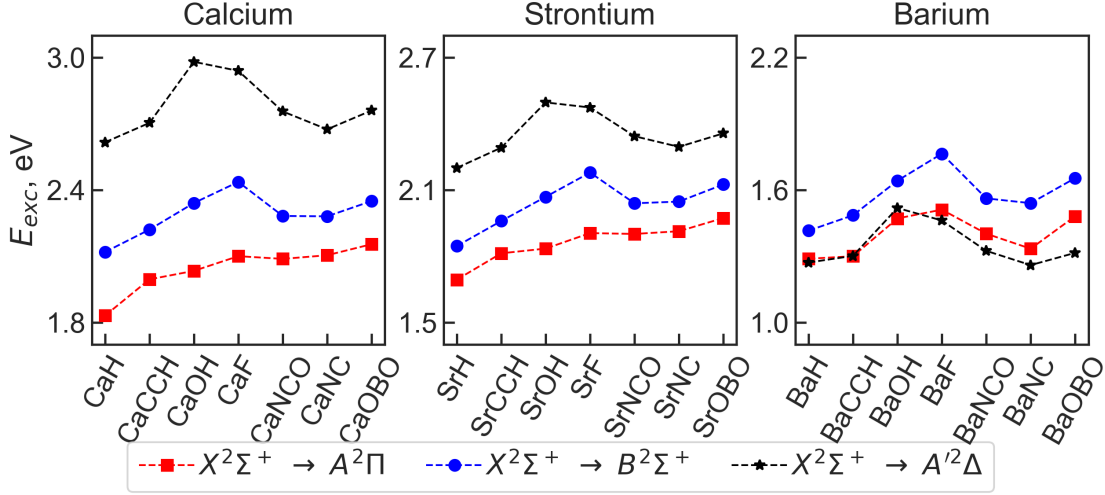 Calcium
Strontium
Barium
E_exc, eV
3.0
2.4
1.8
2.7
2.1
1.5
2.2
1.6
1.0
CaH
CaCCH
CaOH
CaF
CaNCO
CaNC
CaOBO
SrH
SrCCH
SrOH
SrF
SrNCO
SrNC
SrOBO
BaH
BaCCH
BaOH
BaF
BaNCO
BaNC
BaOBO
X²Σ⁺ → A²Π
X²Σ⁺ → B²Σ⁺
X²Σ⁺ → A′²Δ